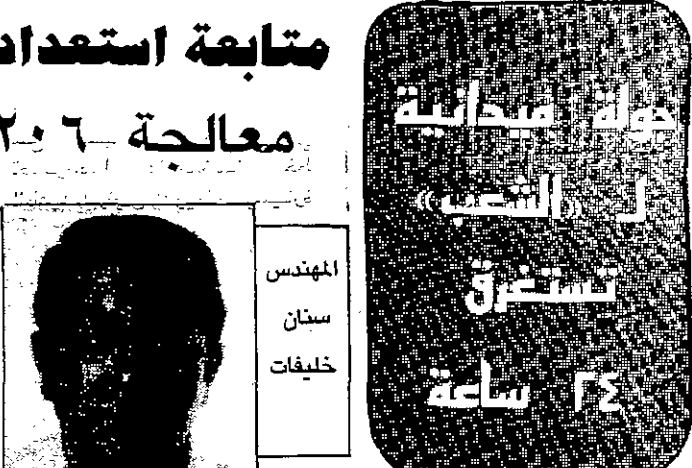 جولة ميدانية
لـ «الشعب»
تستغرق
٢٤ ساعة
متابعة استعداد
معالجة ٢٠٦
المهندس
سنان
خليفات